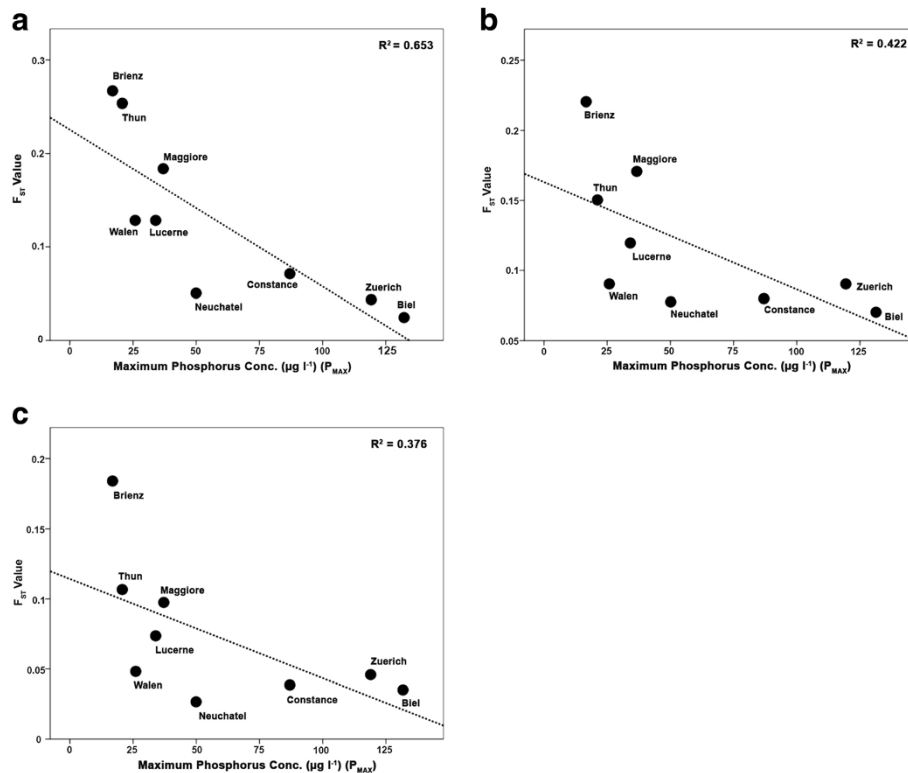 a
R² = 0.653
0.3
0.2
0.1
0
F_ST Value
Brienz
Thun
Maggiore
Walen
Lucerne
Neuchatel
Constance
Zuerich
Biel
0 25 50 75 100 125
Maximum Phosphorus Conc. (µg l⁻¹) (P_MAX)
b
R² = 0.422
0.25
0.2
0.15
0.1
0.05
F_ST Value
Brienz
Maggiore
Thun
Lucerne
Walen
Neuchatel
Constance
Zuerich
Biel
0 25 50 75 100 125
Maximum Phosphorus Conc. (µg l⁻¹) (P_MAX)
c
R² = 0.376
0.2
0.15
0.1
0.05
0
F_ST Value
Brienz
Thun
Maggiore
Lucerne
Walen
Neuchatel
Constance
Zuerich
Biel
0 25 50 75 100 125
Maximum Phosphorus Conc. (µg l⁻¹) (P_MAX)